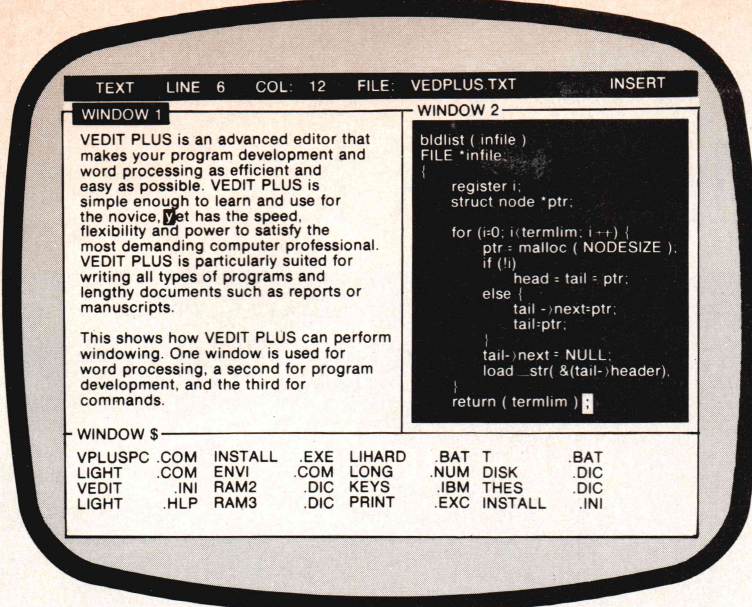 TEXT LINE 6 COL: 12 FILE: VEDPLUS.TXT INSERT
WINDOW 1
VEDIT PLUS is an advanced editor that
makes your program development and
word processing as efficient and
easy as possible. VEDIT PLUS is
simple enough to learn and use for
the novice, yet has the speed,
flexibility and power to satisfy the
most demanding computer professional.
VEDIT PLUS is particularly suited for
writing all types of programs and
lengthy documents such as reports or
manuscripts.
This shows how VEDIT PLUS can perform
windowing. One window is used for
word processing, a second for program
development, and the third for
commands.
WINDOW 2
bldlist ( infile )
FILE *infile;
{
register i;
struct node *ptr;
for (i=0; i<termlim; i++) {
ptr = malloc ( NODESIZE );
if (!i)
head = tail = ptr;
else {
tail ->next=ptr;
tail=ptr;
}
tail->next = NULL;
load_str( &(tail->header),
}
return ( termlim ) ;
WINDOW $
VPLUSPC .COM INSTALL .EXE LIHARD .BAT T .BAT
LIGHT .COM ENVI .COM LONG .NUM DISK .DIC
VEDIT .INI RAM2 .DIC KEYS .IBM THES .DIC
LIGHT .HLP RAM3 .DIC PRINT .EXC INSTALL .INI